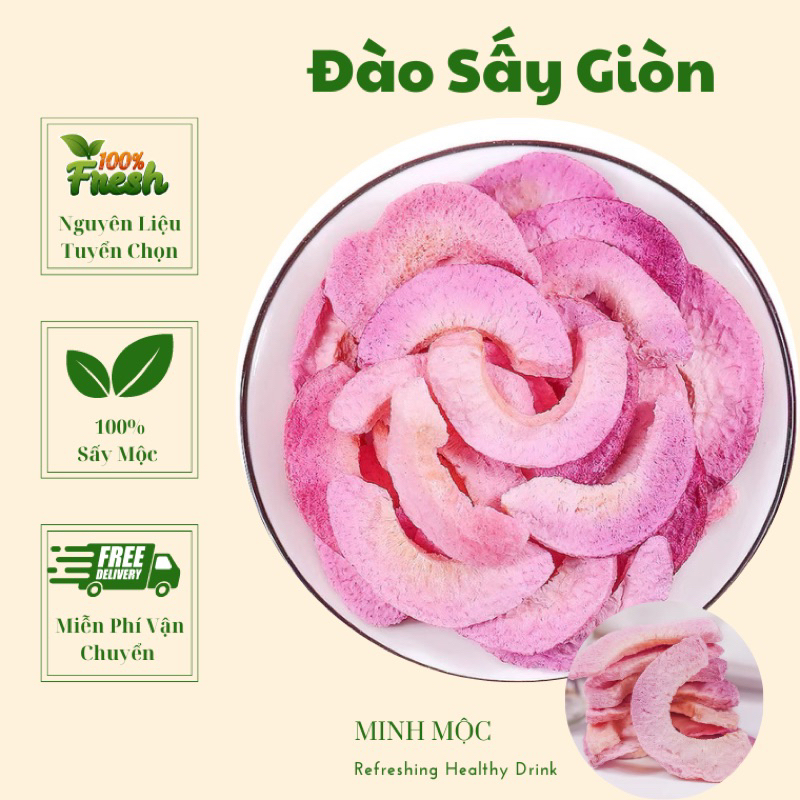 Đào Sấy Giòn
100%
Fresh
Nguyên Liệu
Tuyển Chọn
100%
Sấy Mộc
FREE
DELIVERY
Miễn Phí Vận
Chuyển
MINH MỘC
Refreshing Healthy Drink